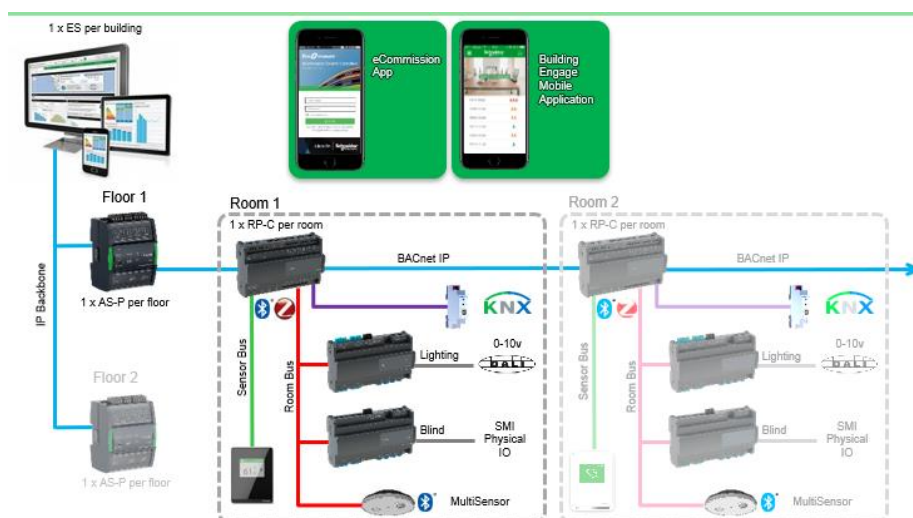 1 x ES per building
eCommission
App
Building
Engage
Mobile
Application
Floor 1
1 x AS-P per floor
IP Backbone
Floor 2
1 x AS-P per floor
Room 1
1 x RP-C per room
BACnet IP
KNX
Sensor Bus
Room Bus
Lighting
0-10v
DALI
Blind
SMI
Physical
IO
MultiSensor
Room 2
1 x RP-C per room
BACnet IP
KNX
Sensor Bus
Room Bus
Lighting
0-10v
DALI
Blind
SMI
Physical
IO
MultiSensor